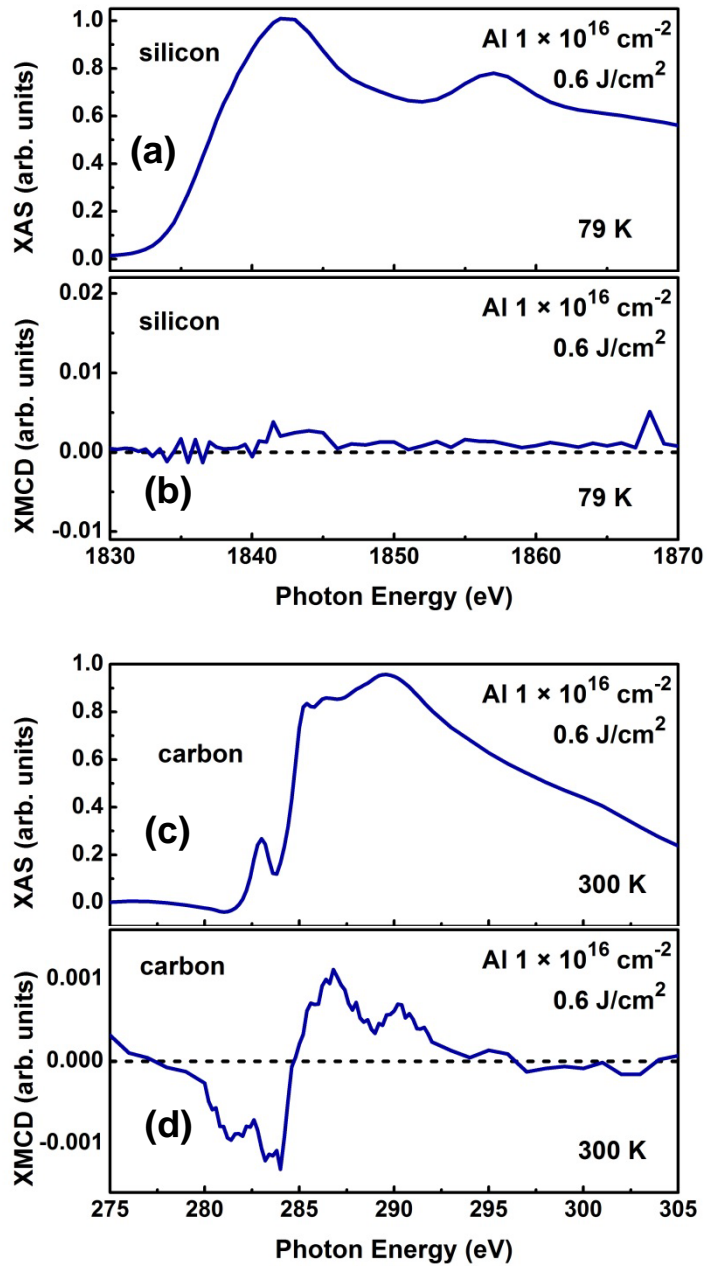 silicon
Al 1 × 10¹⁶ cm⁻²
0.6 J/cm²
(a)
79 K
XAS (arb. units)
1.0
0.8
0.6
0.4
0.2
0.0
silicon
Al 1 × 10¹⁶ cm⁻²
0.6 J/cm²
(b)
79 K
XMCD (arb. units)
0.02
0.01
0.00
-0.01
1830 1840 1850 1860 1870
Photon Energy (eV)
carbon
Al 1 × 10¹⁶ cm⁻²
0.6 J/cm²
(c)
300 K
XAS (arb. units)
1.0
0.8
0.6
0.4
0.2
0.0
carbon
Al 1 × 10¹⁶ cm⁻²
0.6 J/cm²
(d)
300 K
XMCD (arb. units)
0.001
0.000
-0.001
275 280 285 290 295 300 305
Photon Energy (eV)